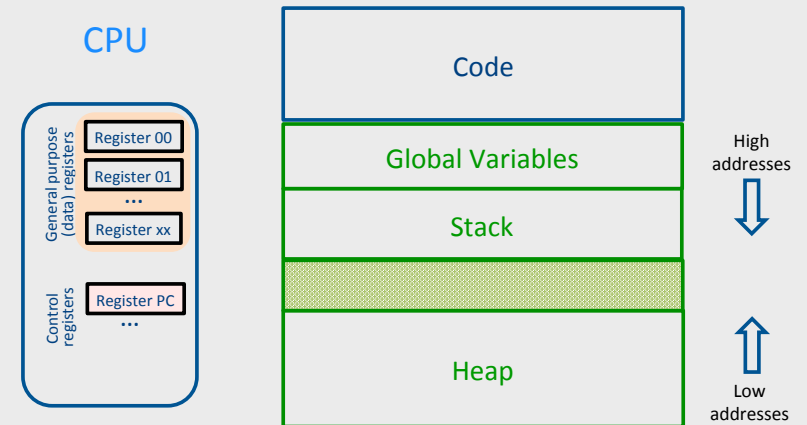 CPU
General purpose
(data) registers
Register 00
Register 01
...
Register xx
Control
registers
Register PC
...
Code
Global Variables
Stack
Heap
High
addresses
Low
addresses